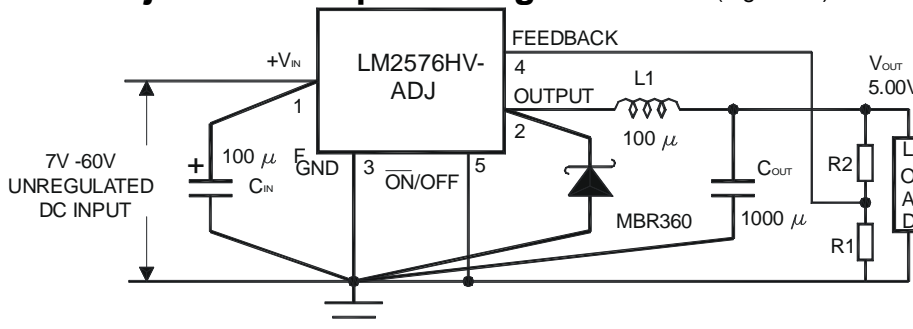 +VIN
LM2576HV-
ADJ
FEEDBACK
4
1
OUTPUT
2
L1
100 μ
VOUT
5.00V
7V -60V
UNREGULATED
DC INPUT
+
100 μ
F
CIN
GND
3
ON/OFF
5
MBR360
COUT
1000 μ
R2
R1
L
O
A
D